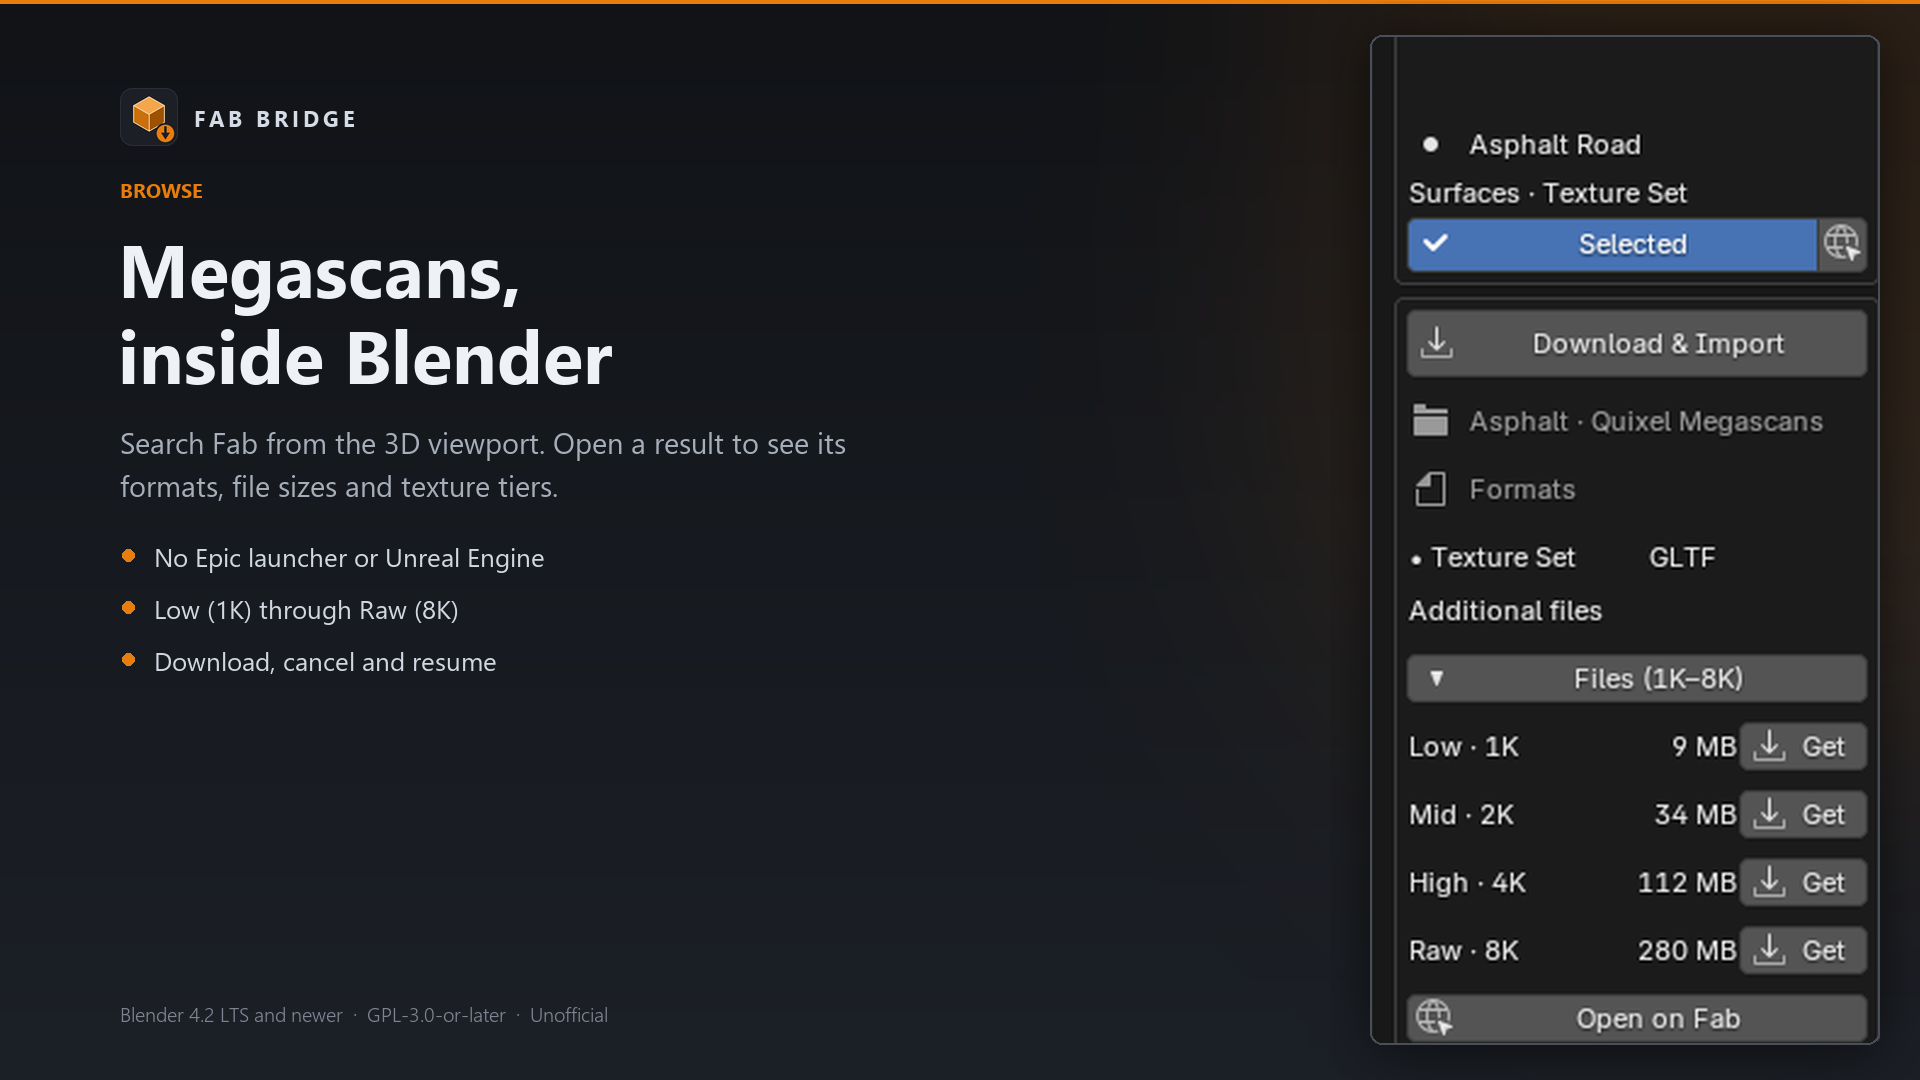 FAB BRIDGE
BROWSE
Megascans,
inside Blender
Search Fab from the 3D viewport. Open a result to see its
formats, file sizes and texture tiers.
No Epic launcher or Unreal Engine
Low (1K) through Raw (8K)
Download, cancel and resume
Blender 4.2 LTS and newer · GPL-3.0-or-later · Unofficial
Asphalt Road
Surfaces · Texture Set
Selected
Download & Import
Asphalt · Quixel Megascans
Formats
• Texture Set GLTF
Additional files
Files (1K–8K)
Low · 1K 9 MB Get
Mid · 2K 34 MB Get
High · 4K 112 MB Get
Raw · 8K 280 MB Get
Open on Fab